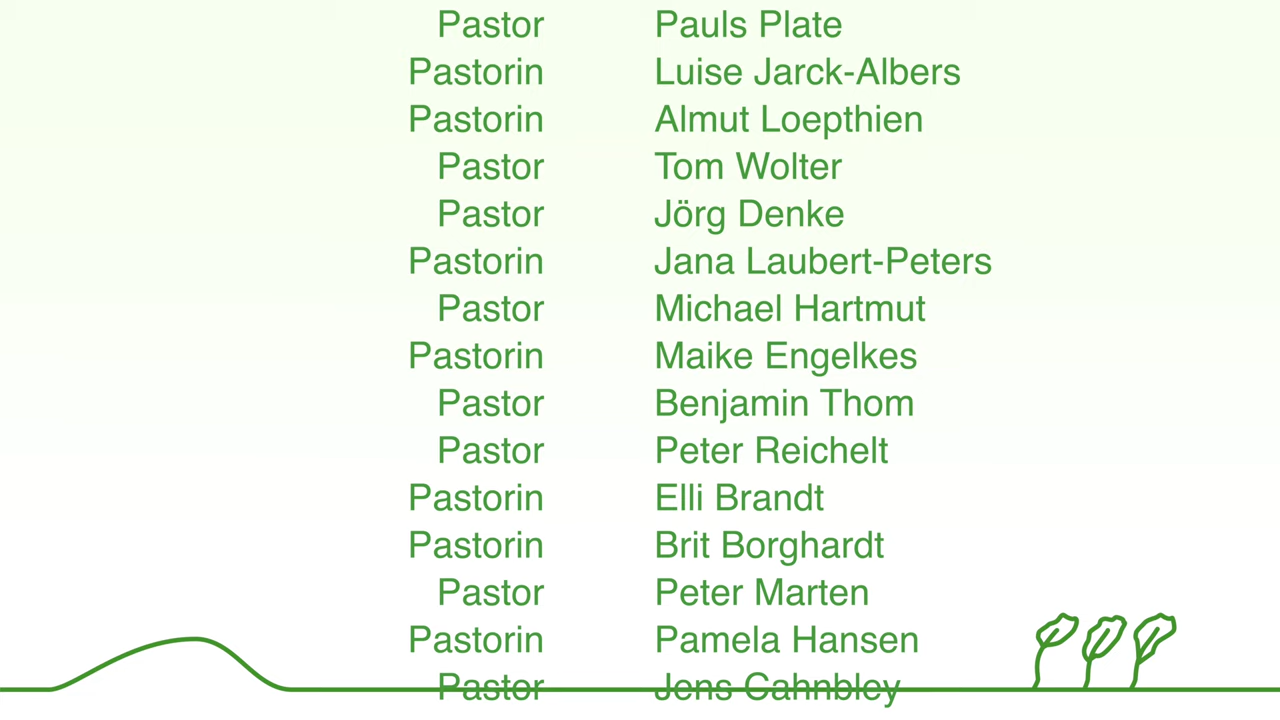 Pastor Pauls Plate
Pastorin Luise Jarck-Albers
Pastorin Almut Loepthien
Pastor Tom Wolter
Pastor Jörg Denke
Pastorin Jana Laubert-Peters
Pastor Michael Hartmut
Pastorin Maike Engelkes
Pastor Benjamin Thom
Pastor Peter Reichelt
Pastorin Elli Brandt
Pastorin Brit Borghardt
Pastor Peter Marten
Pastorin Pamela Hansen
Pastor Jens Cahnbley